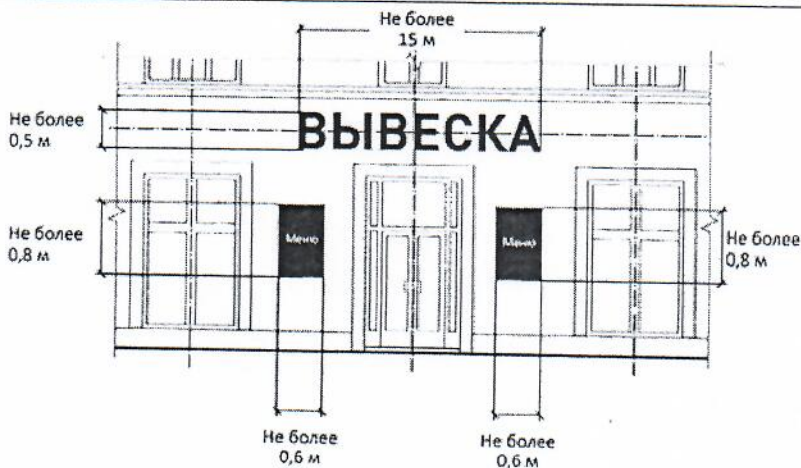 Не более
15 м
Не более
0,5 м
ВЫВЕСКА
Не более
0,8 м
Меню
Меню
Не более
0,8 м
Не более
0,6 м
Не более
0,6 м